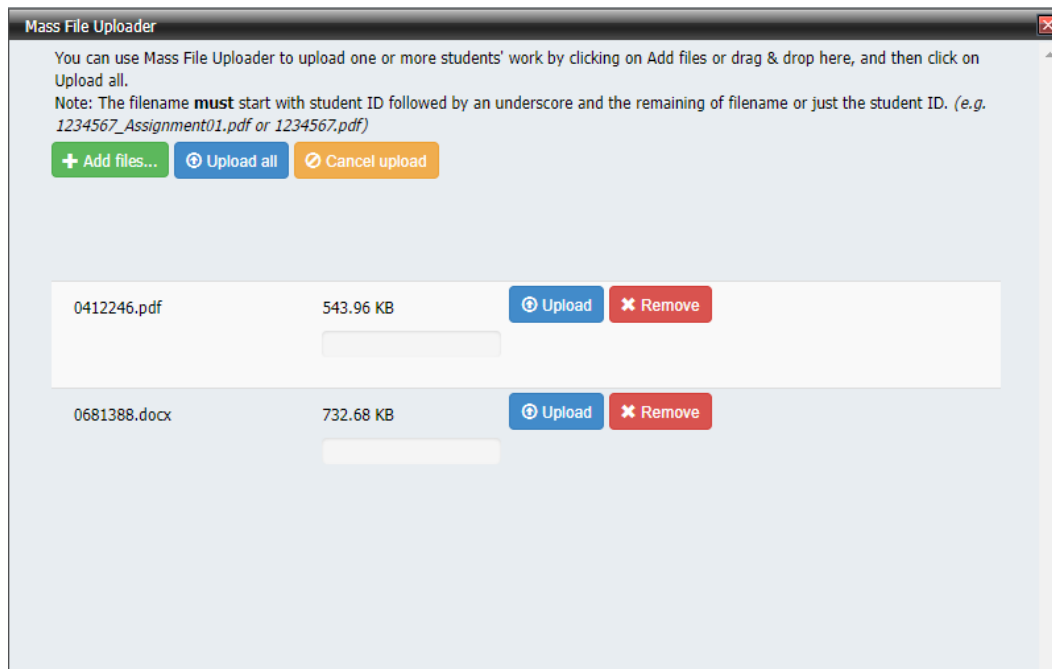 Mass File Uploader
You can use Mass File Uploader to upload one or more students' work by clicking on Add files or drag & drop here, and then click on
Upload all.
Note: The filename must start with student ID followed by an underscore and the remaining of filename or just the student ID. (e.g.
1234567_Assignment01.pdf or 1234567.pdf)
Add files... Upload all Cancel upload
0412246.pdf 543.96 KB Upload Remove
0681388.docx 732.68 KB Upload Remove